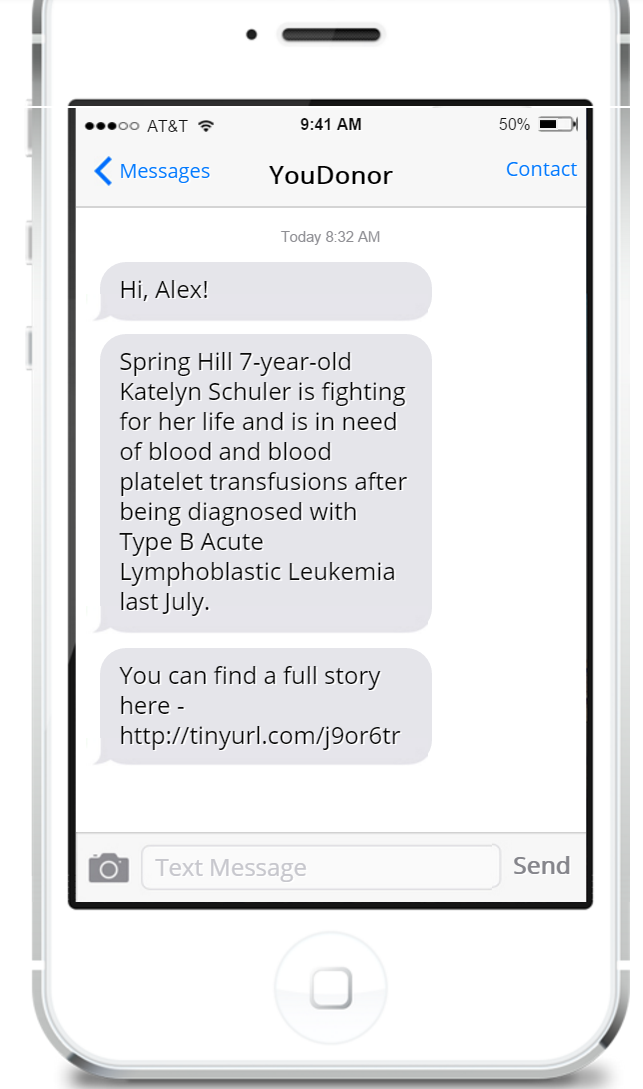 AT&T 9:41 AM 50%
Messages YouDonor Contact
Today 8:32 AM
Hi, Alex!
Spring Hill 7-year-old
Katelyn Schuler is fighting
for her life and is in need
of blood and blood
platelet transfusions after
being diagnosed with
Type B Acute
Lymphoblastic Leukemia
last July.
You can find a full story
here -
http://tinyurl.com/j9or6tr
Text Message Send